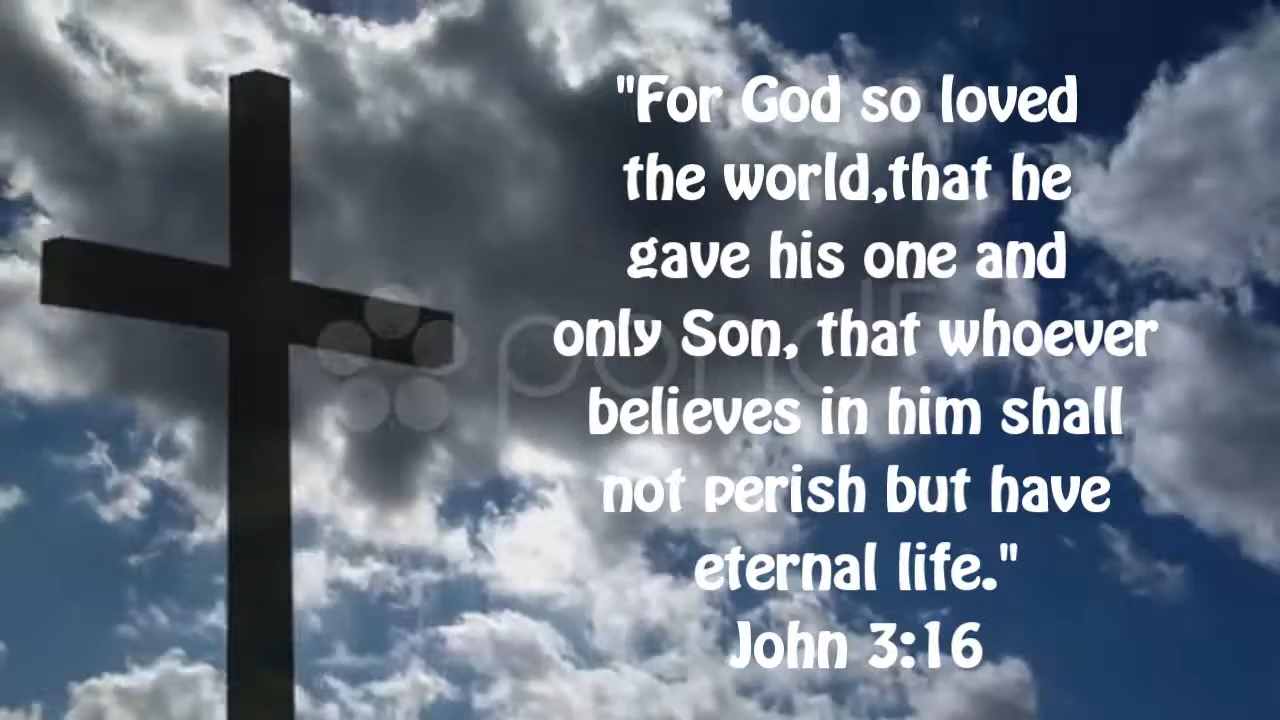 "For God so loved
the world,that he
gave his one and
only Son, that whoever
believes in him shall
not perish but have
eternal life."
John 3:16
pond